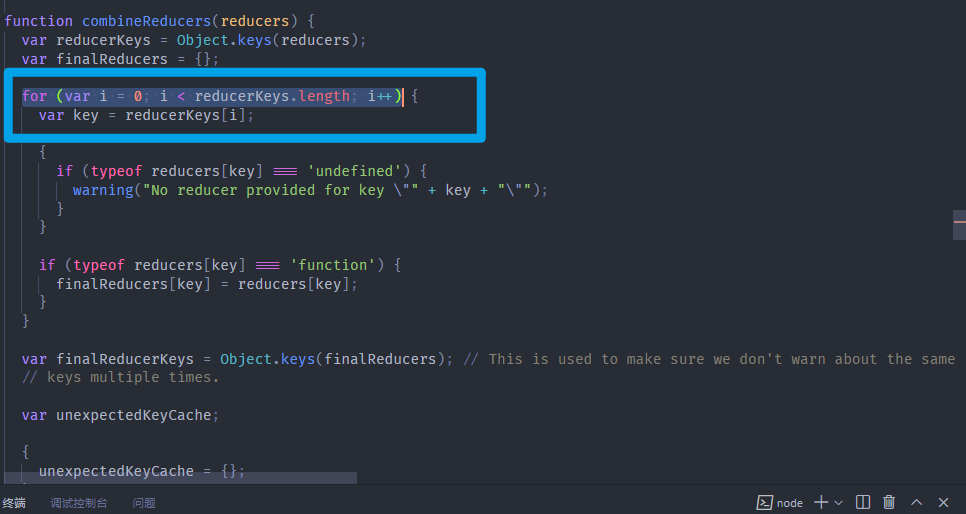 function combineReducers(reducers) {
  var reducerKeys = Object.keys(reducers);
  var finalReducers = {};
  for (var i = 0; i < reducerKeys.length; i++) {
    var key = reducerKeys[i];
    {
      if (typeof reducers[key] === 'undefined') {
        warning("No reducer provided for key \"" + key + "\"");
      }
    }
    if (typeof reducers[key] === 'function') {
      finalReducers[key] = reducers[key];
    }
  }
  var finalReducerKeys = Object.keys(finalReducers); // This is used to make sure we don't warn about the same
  // keys multiple times.
  var unexpectedKeyCache;
  {
    unexpectedKeyCache = {};
终端 调试控制台 问题 node